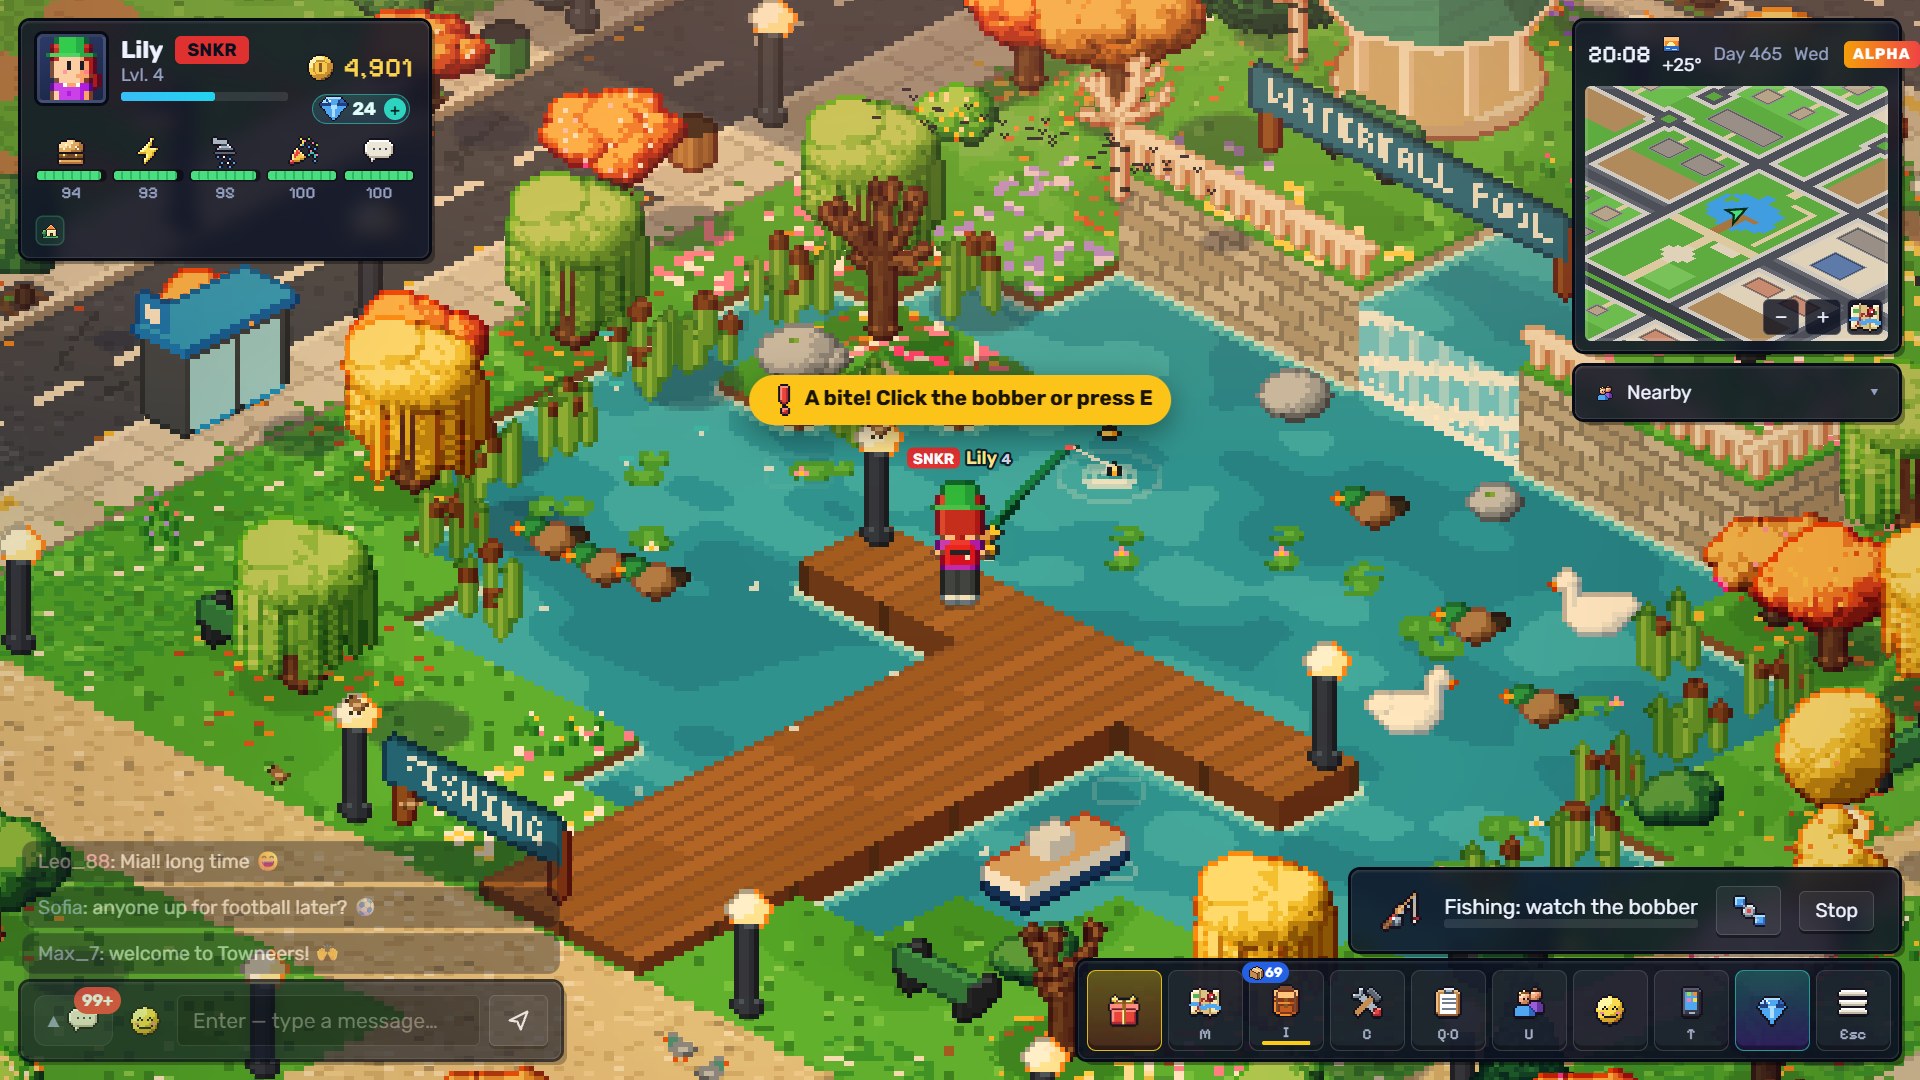 Lily SNKR
Lvl. 4
4,901
24 +
94 93 98 100 100
20:08 +25° Day 465 Wed ALPHA
− +
Nearby
WATERFALL POOL
A bite! Click the bobber or press E
SNKR Lily 4
FISHING
Leo_88: Mia!! long time
Sofia: anyone up for football later?
Max_7: welcome to Towneers!
99+
Enter – type a message...
Fishing: watch the bobber
Stop
69
M I C Q·O U ↑ Esc